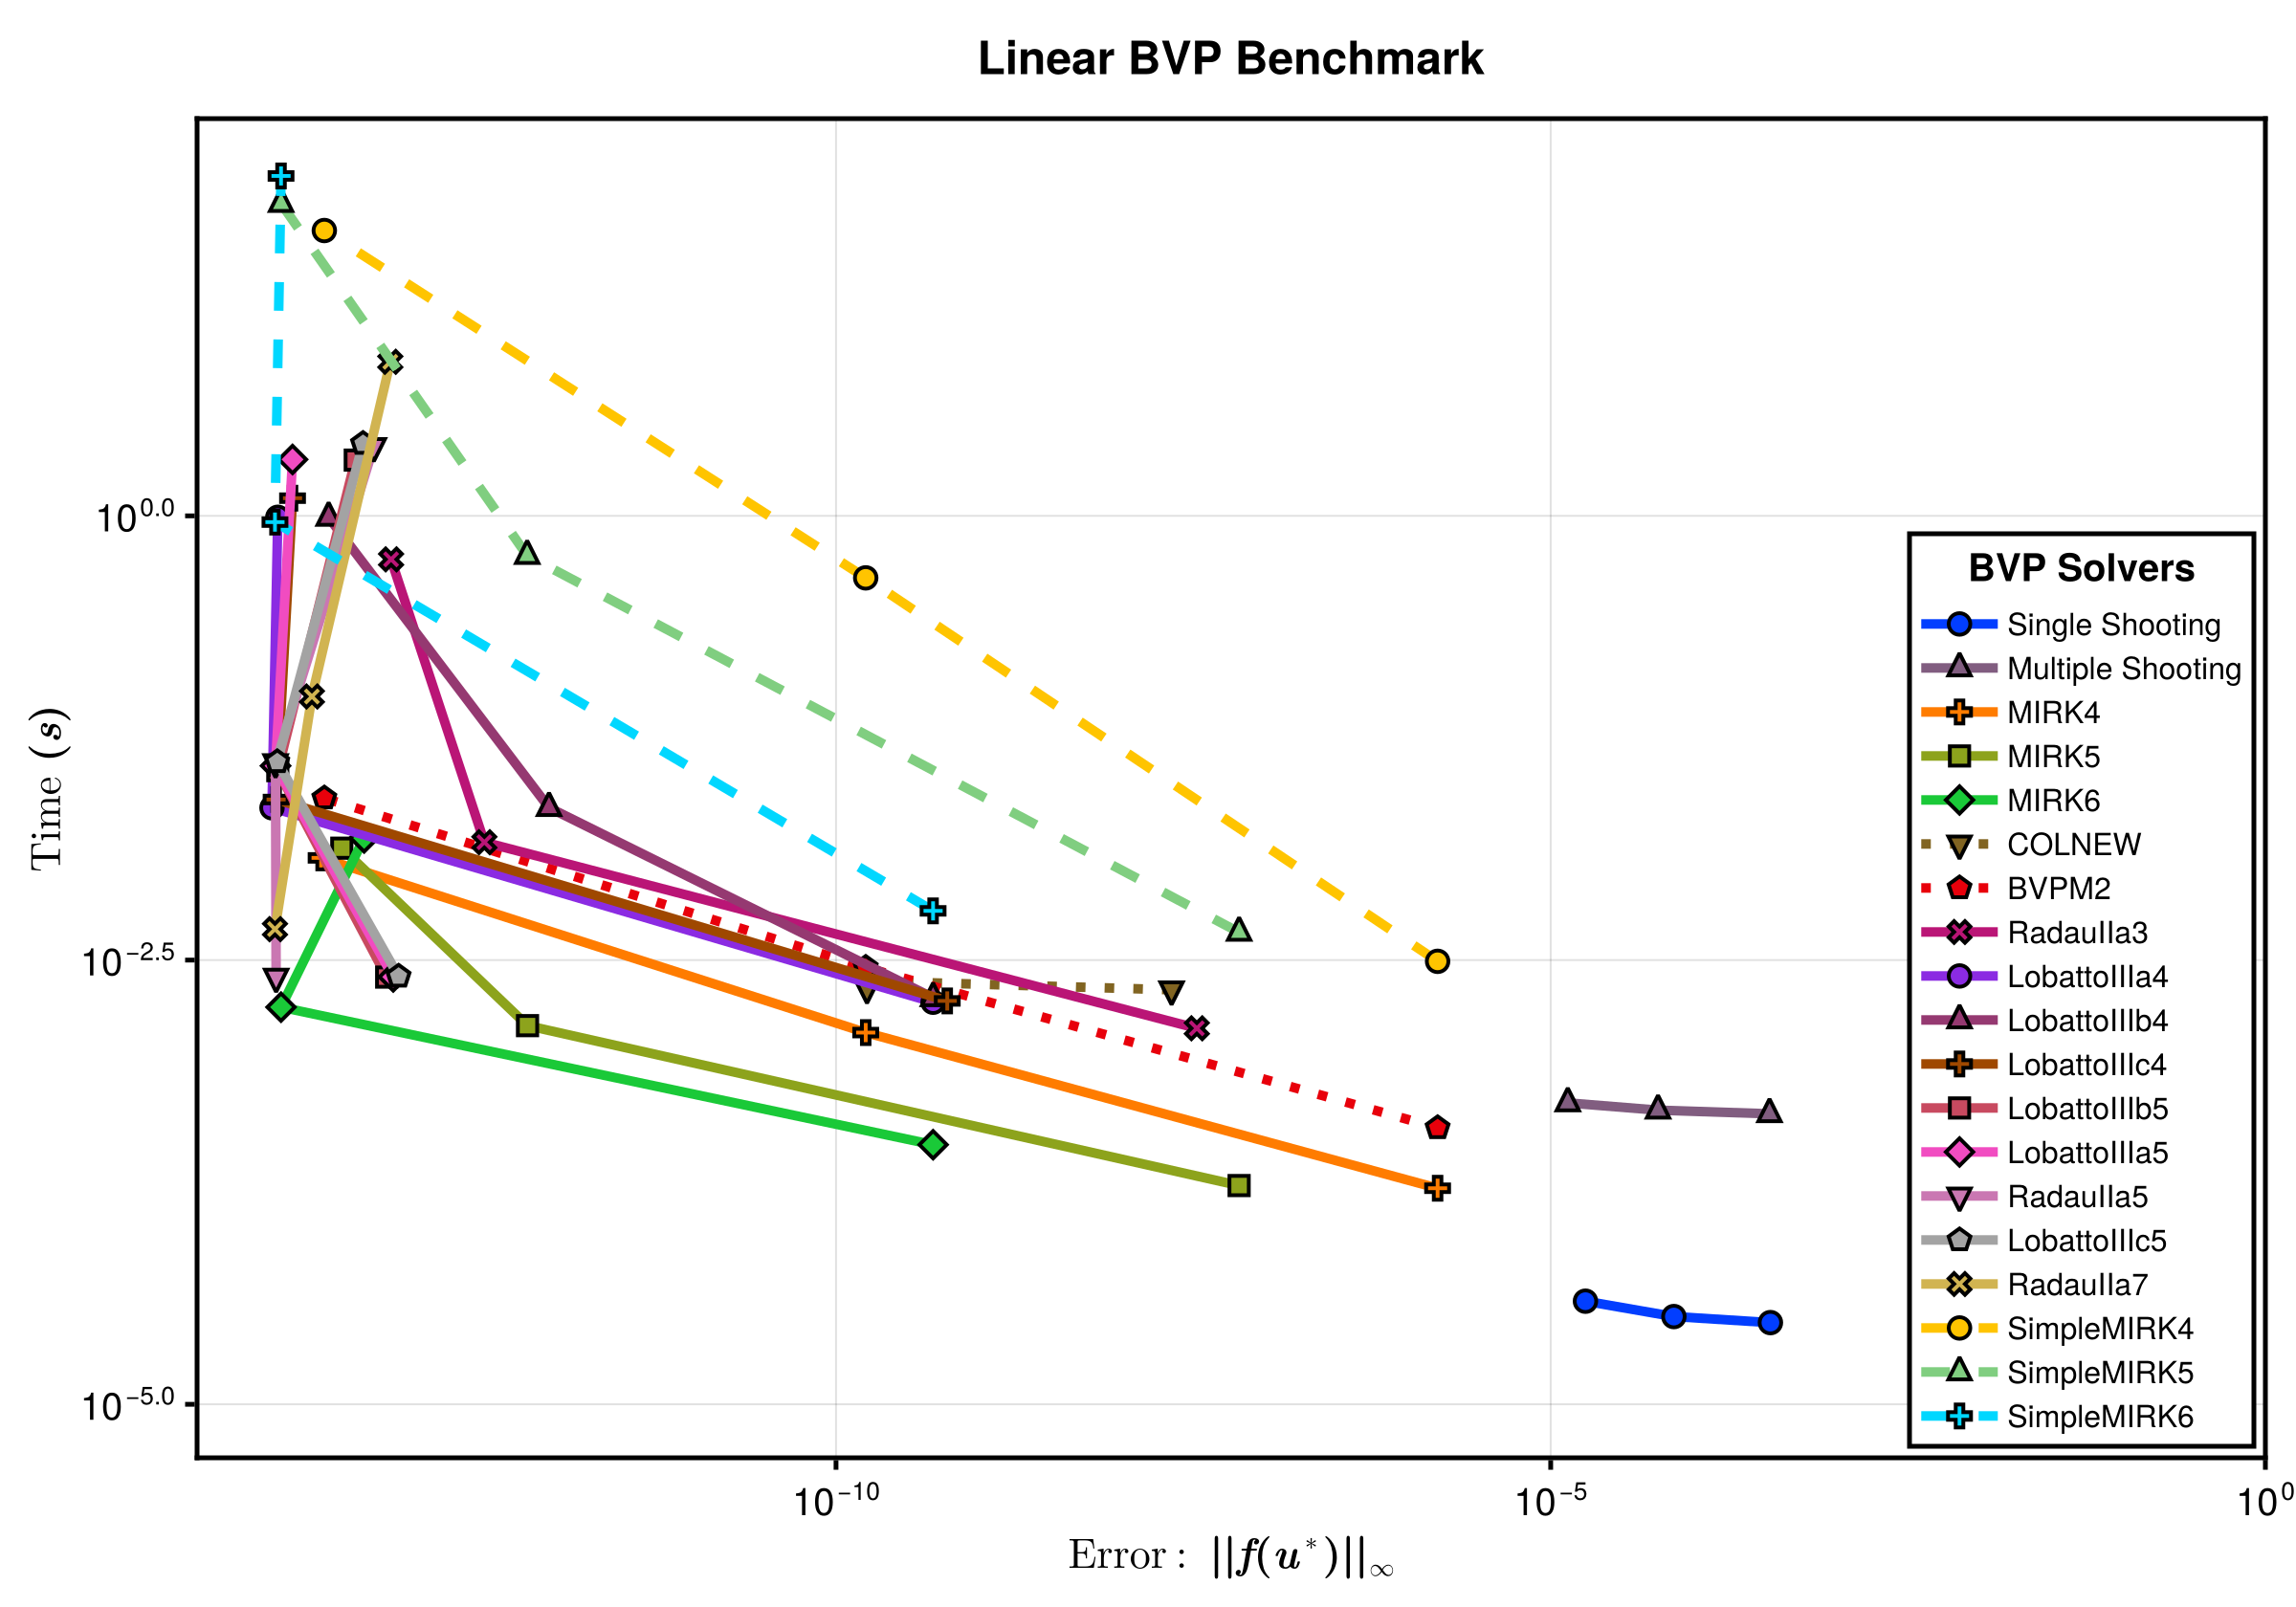 Linear BVP Benchmark
Time (s)
10^0.0
10^−2.5
10^−5.0
BVP Solvers
Single Shooting
Multiple Shooting
MIRK4
MIRK5
MIRK6
COLNEW
BVPM2
RadauIIa3
LobattoIIIa4
LobattoIIIb4
LobattoIIIc4
LobattoIIIb5
LobattoIIIa5
RadauIIa5
LobattoIIIc5
RadauIIa7
SimpleMIRK4
SimpleMIRK5
SimpleMIRK6
10^−10 10^−5 10^0
Error: ||f(u*)||∞